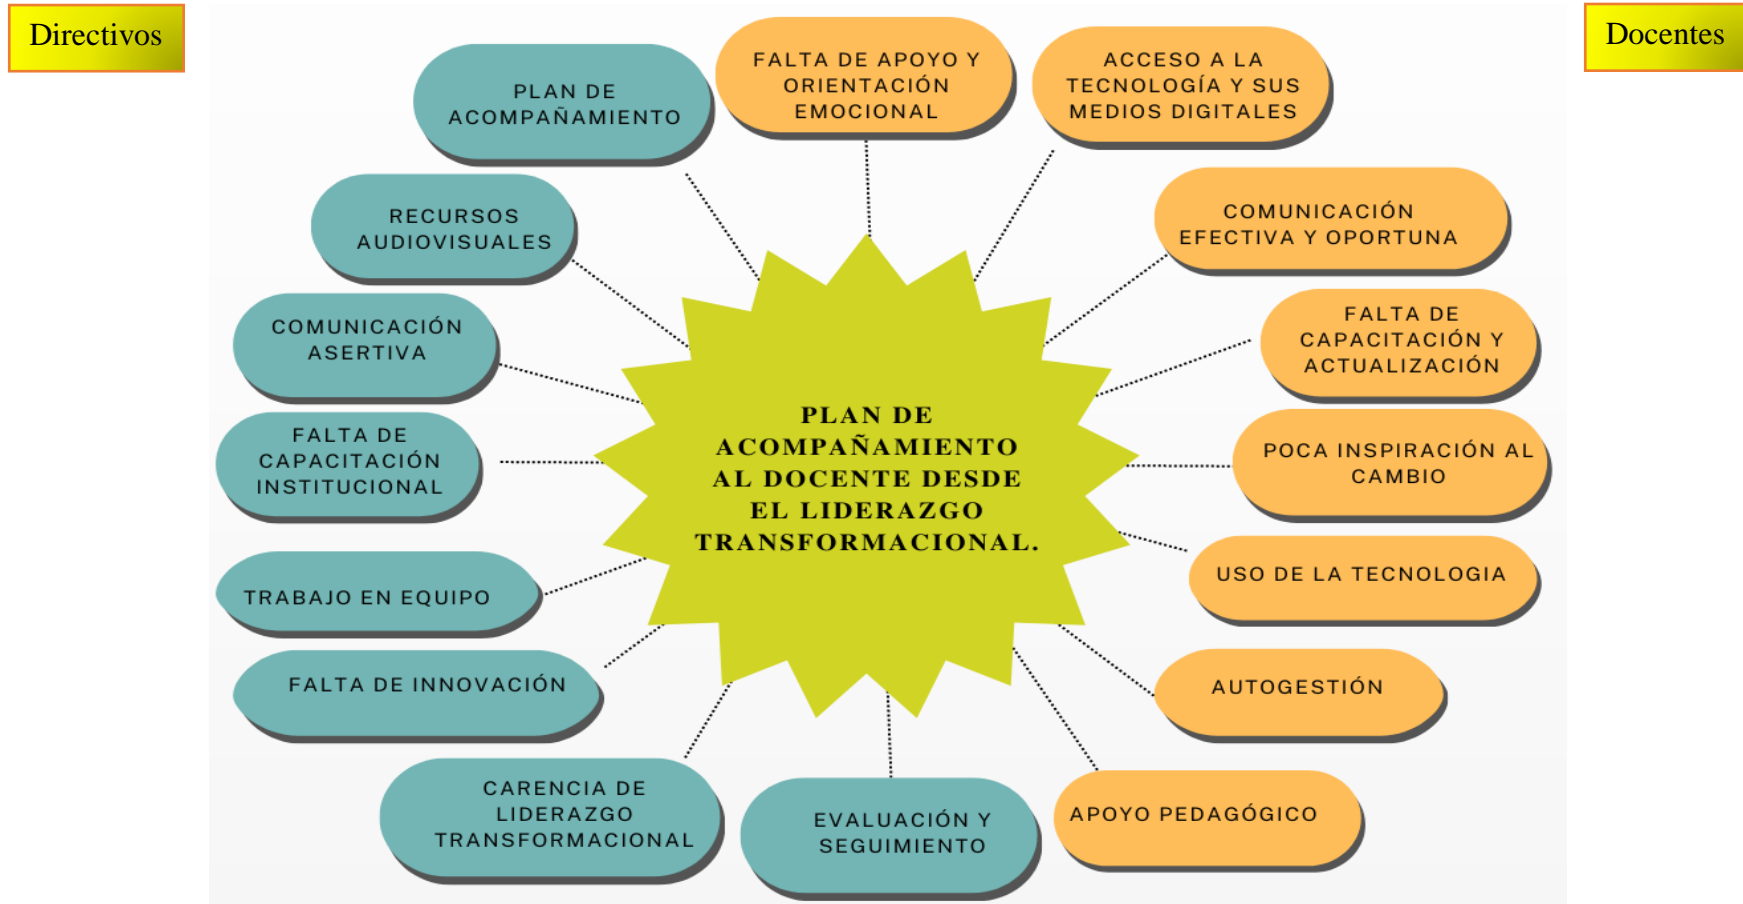 Directivos
Docentes
PLAN DE
ACOMPAÑAMIENTO
FALTA DE APOYO Y
ORIENTACIÓN
EMOCIONAL
ACCESO A LA
TECNOLOGÍA Y SUS
MEDIOS DIGITALES
RECURSOS
AUDIOVISUALES
COMUNICACIÓN
EFECTIVA Y OPORTUNA
COMUNICACIÓN
ASERTIVA
FALTA DE
CAPACITACIÓN Y
ACTUALIZACIÓN
PLAN DE
ACOMPAÑAMIENTO
AL DOCENTE DESDE
EL LIDERAZGO
TRANSFORMACIONAL.
FALTA DE
CAPACITACIÓN
INSTITUCIONAL
POCA INSPIRACIÓN AL
CAMBIO
TRABAJO EN EQUIPO
USO DE LA TECNOLOGIA
FALTA DE INNOVACIÓN
AUTOGESTIÓN
CARENCIA DE
LIDERAZGO
TRANSFORMACIONAL
EVALUACIÓN Y
SEGUIMIENTO
APOYO PEDAGÓGICO